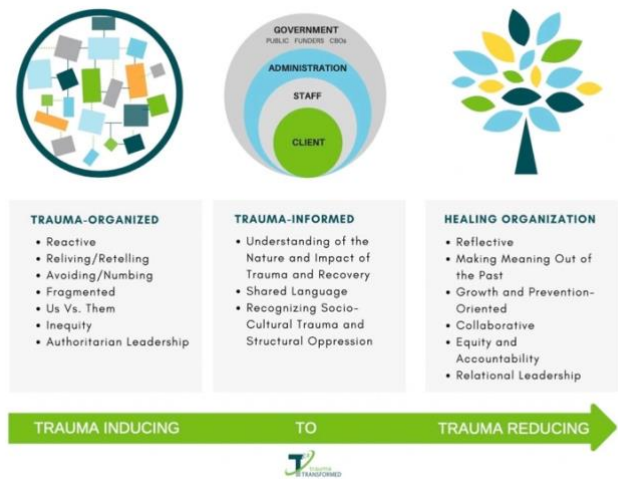 GOVERNMENT
PUBLIC FUNDERS CBOs
ADMINISTRATION
STAFF
CLIENT
TRAUMA-ORGANIZED
• Reactive
• Reliving/Retelling
• Avoiding/Numbing
• Fragmented
• Us Vs. Them
• Inequity
• Authoritarian Leadership
TRAUMA-INFORMED
• Understanding of the
Nature and Impact of
Trauma and Recovery
• Shared Language
• Recognizing Socio-
Cultural Trauma and
Structural Oppression
HEALING ORGANIZATION
• Reflective
• Making Meaning Out of
the Past
• Growth and Prevention-
Oriented
• Collaborative
• Equity and
Accountability
• Relational Leadership
TRAUMA INDUCING TO TRAUMA REDUCING
trauma
TRANSFORMED